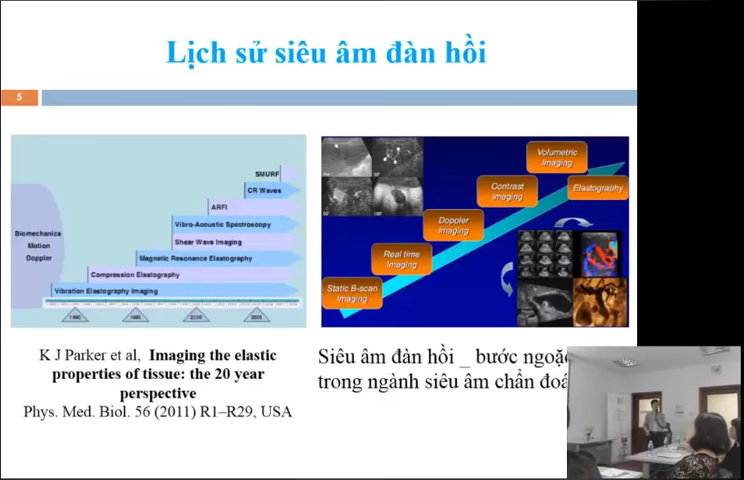 Lịch sử siêu âm đàn hồi
5
SMURF
CR Waves
ARFI
Vibro-Acoustic Spectroscopy
Shear Wave Imaging
Magnetic Resonance Elastography
Compression Elastography
Vibration Elastography Imaging
Biomechanics
Motion
Doppler
1990
1995
2000
2005
Volumetric
Imaging
Elastography
Contrast
imaging
Doppler
Imaging
Real time
Imaging
Static B-scan
Imaging
K J Parker et al, Imaging the elastic
properties of tissue: the 20 year
perspective
Phys. Med. Biol. 56 (2011) R1–R29, USA
Siêu âm đàn hồi _ bước ngoặ
trong ngành siêu âm chẩn đoá